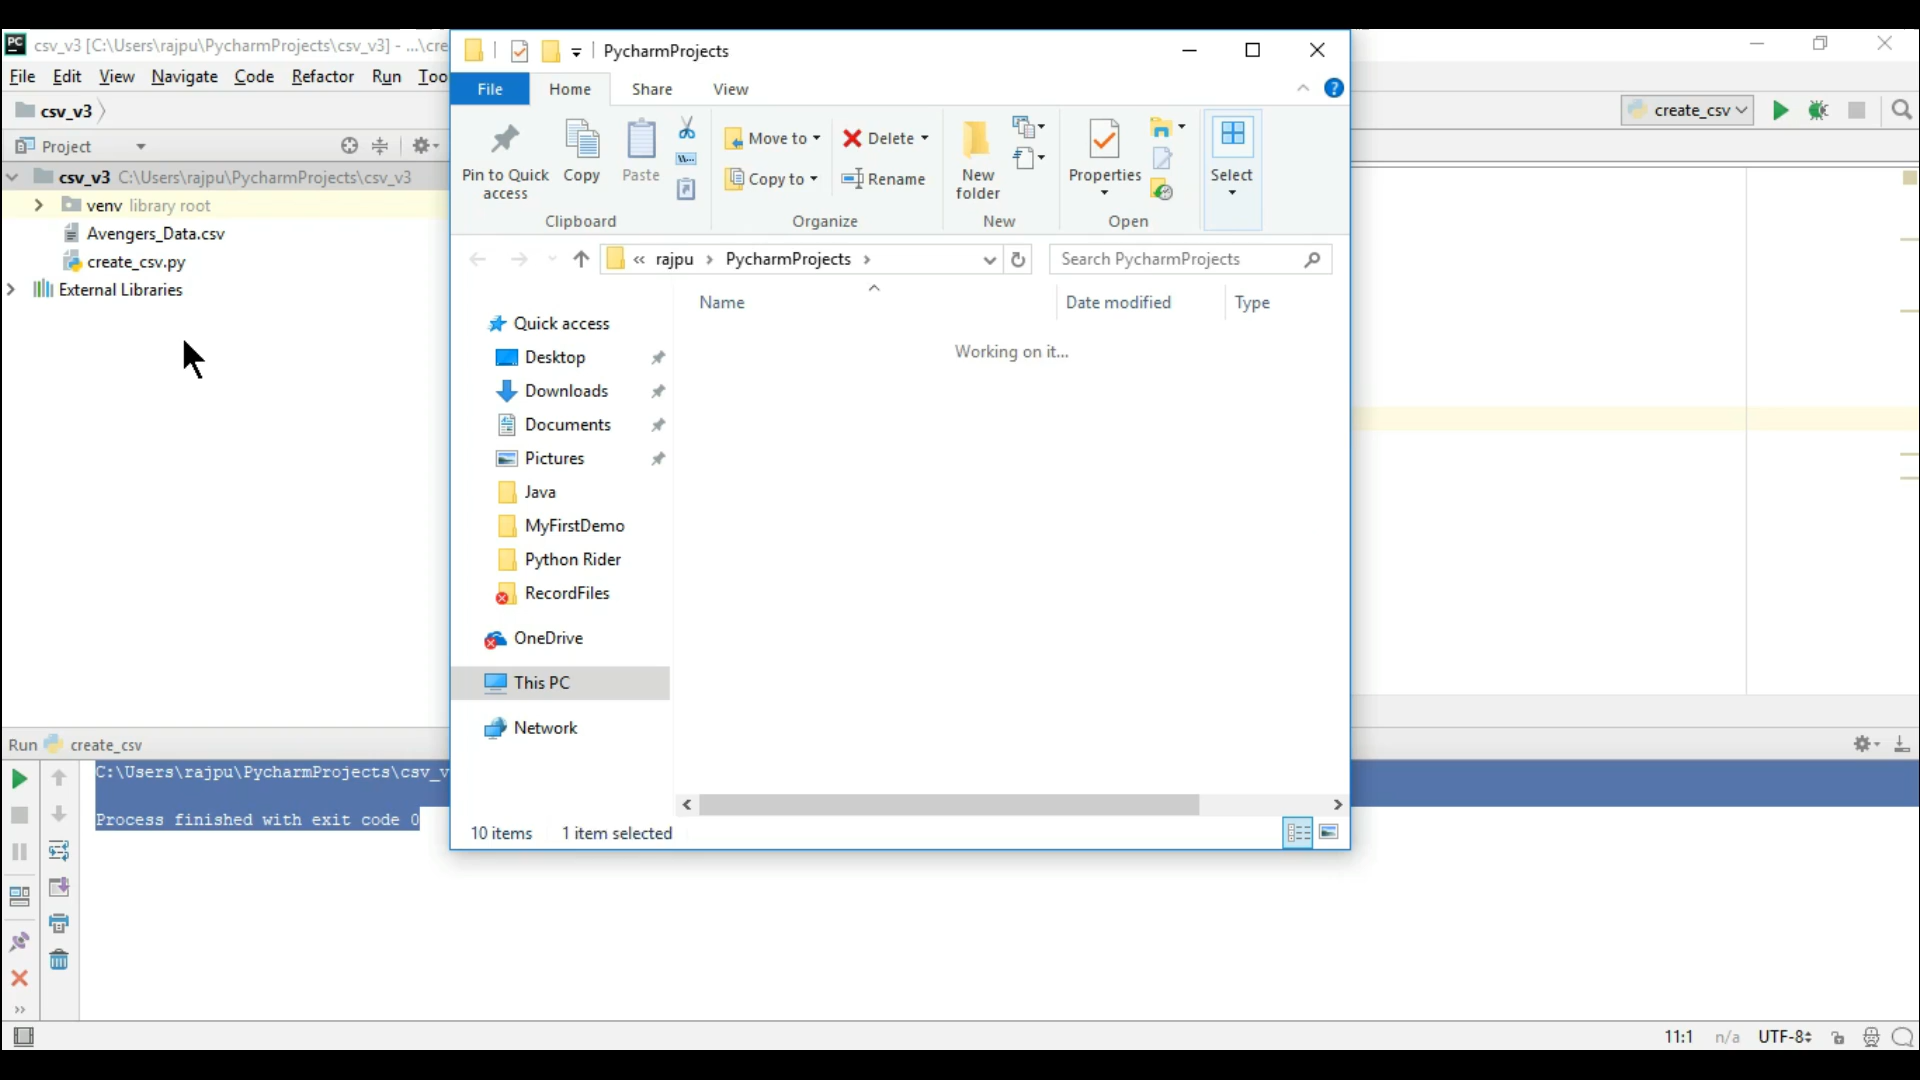 csv_v3 [C:\Users\rajpu\PycharmProjects\csv_v3] - ...\cre
File Edit View Navigate Code Refactor Run Too
csv_v3
Project
csv_v3 C:\Users\rajpu\PycharmProjects\csv_v3
venv library root
Avengers_Data.csv
create_csv.py
External Libraries
PycharmProjects
File Home Share View
Pin to Quick access
Copy
Paste
Clipboard
Move to
Copy to
Delete
Rename
Organize
New folder
New
Properties
Open
Select
« rajpu > PycharmProjects >
Search PycharmProjects
Name Date modified Type
Working on it...
Quick access
Desktop
Downloads
Documents
Pictures
Java
MyFirstDemo
Python Rider
RecordFiles
OneDrive
This PC
Network
10 items 1 item selected
create_csv
Run create_csv
C:\Users\rajpu\PycharmProjects\csv_v
Process finished with exit code 0
11:1 n/a UTF-8